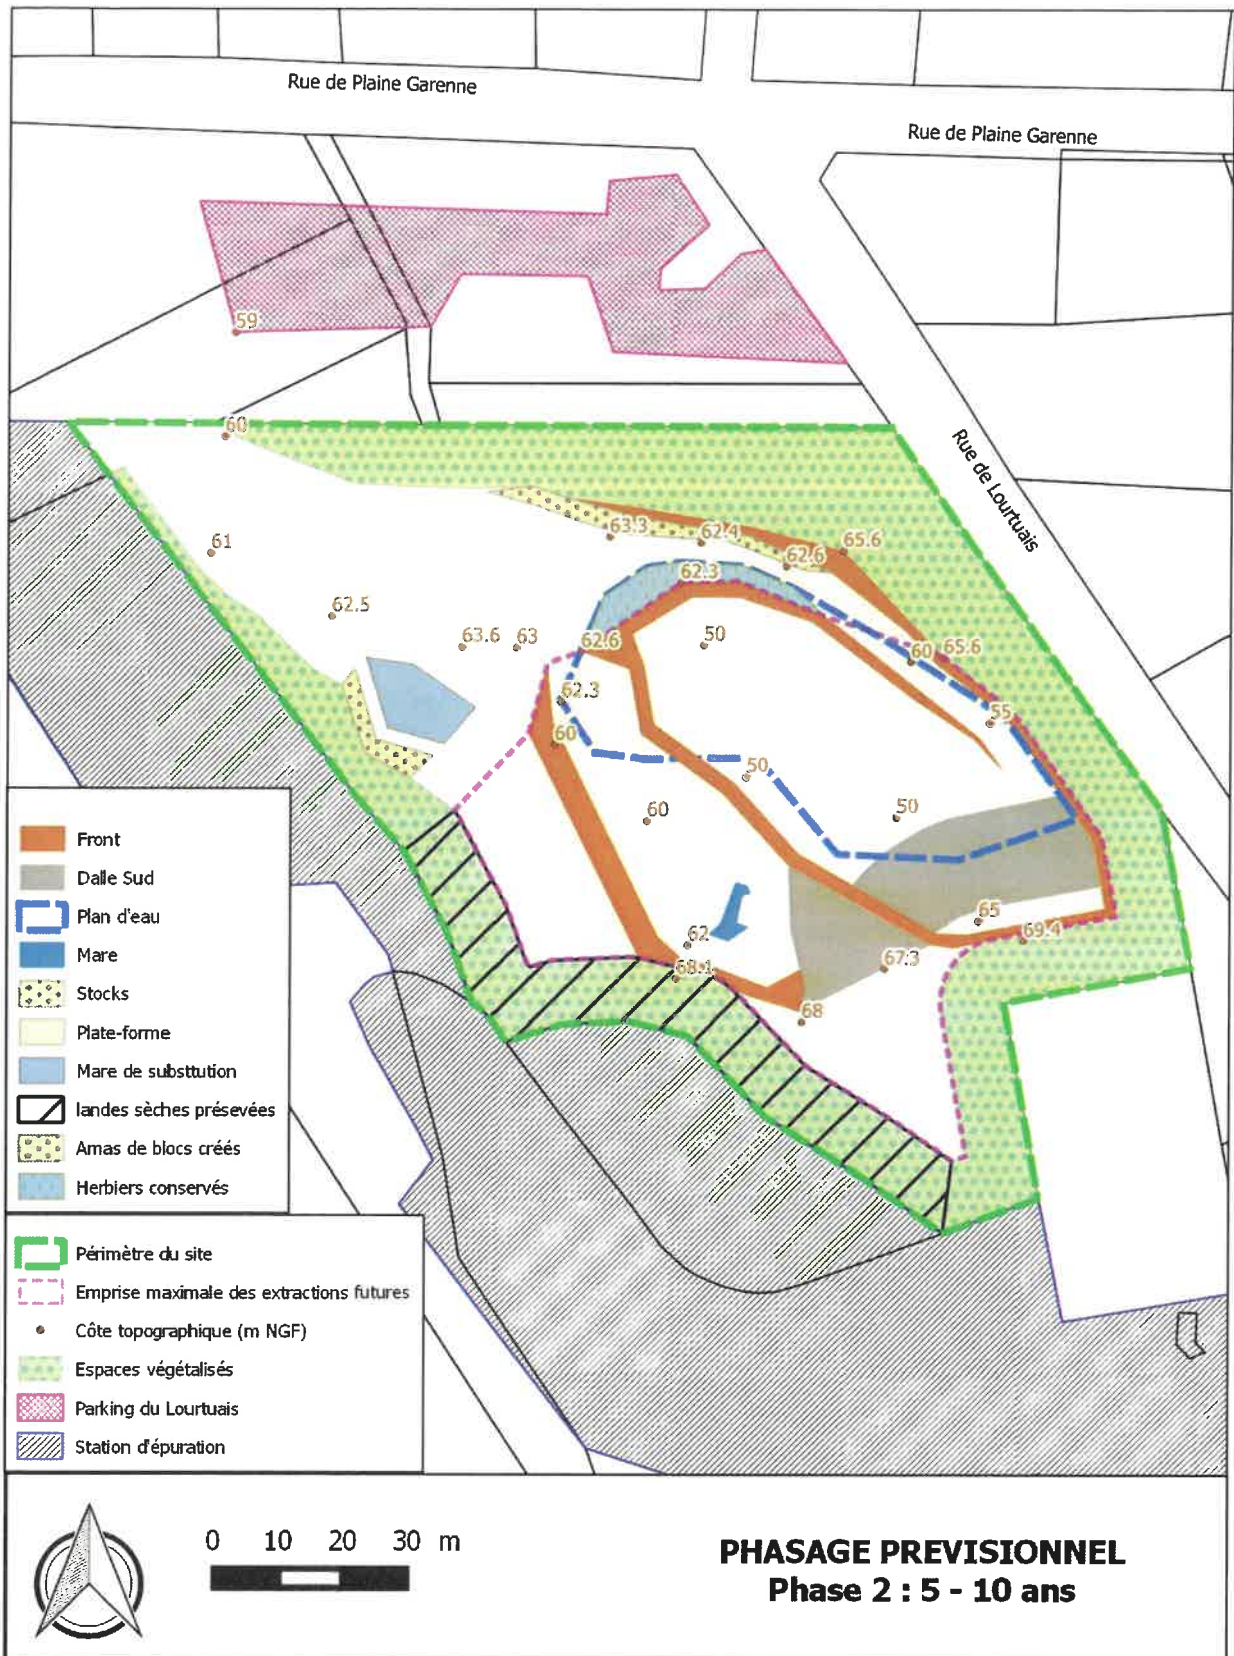 Rue de Plaine Garenne
Rue de Plaine Garenne
59
60
Rue de Lourtuais
61
63.3
62.4
65.6
62.6
62.3
62.5
63.6
63
62.6
50
60
65.6
62.3
55
60
50
60
50
65
69.4
62
67.3
68.1
68
Front
Dalle Sud
Plan d'eau
Mare
Stocks
Plate-forme
Mare de substtution
landes sèches présevées
Amas de blocs créés
Herbiers conservés
Périmètre du site
Emprise maximale des extractions futures
Côte topographique (m NGF)
Espaces végétalisés
Parking du Lourtuais
Station d'épuration
0 10 20 30 m
PHASAGE PREVISIONNEL
Phase 2 : 5 - 10 ans